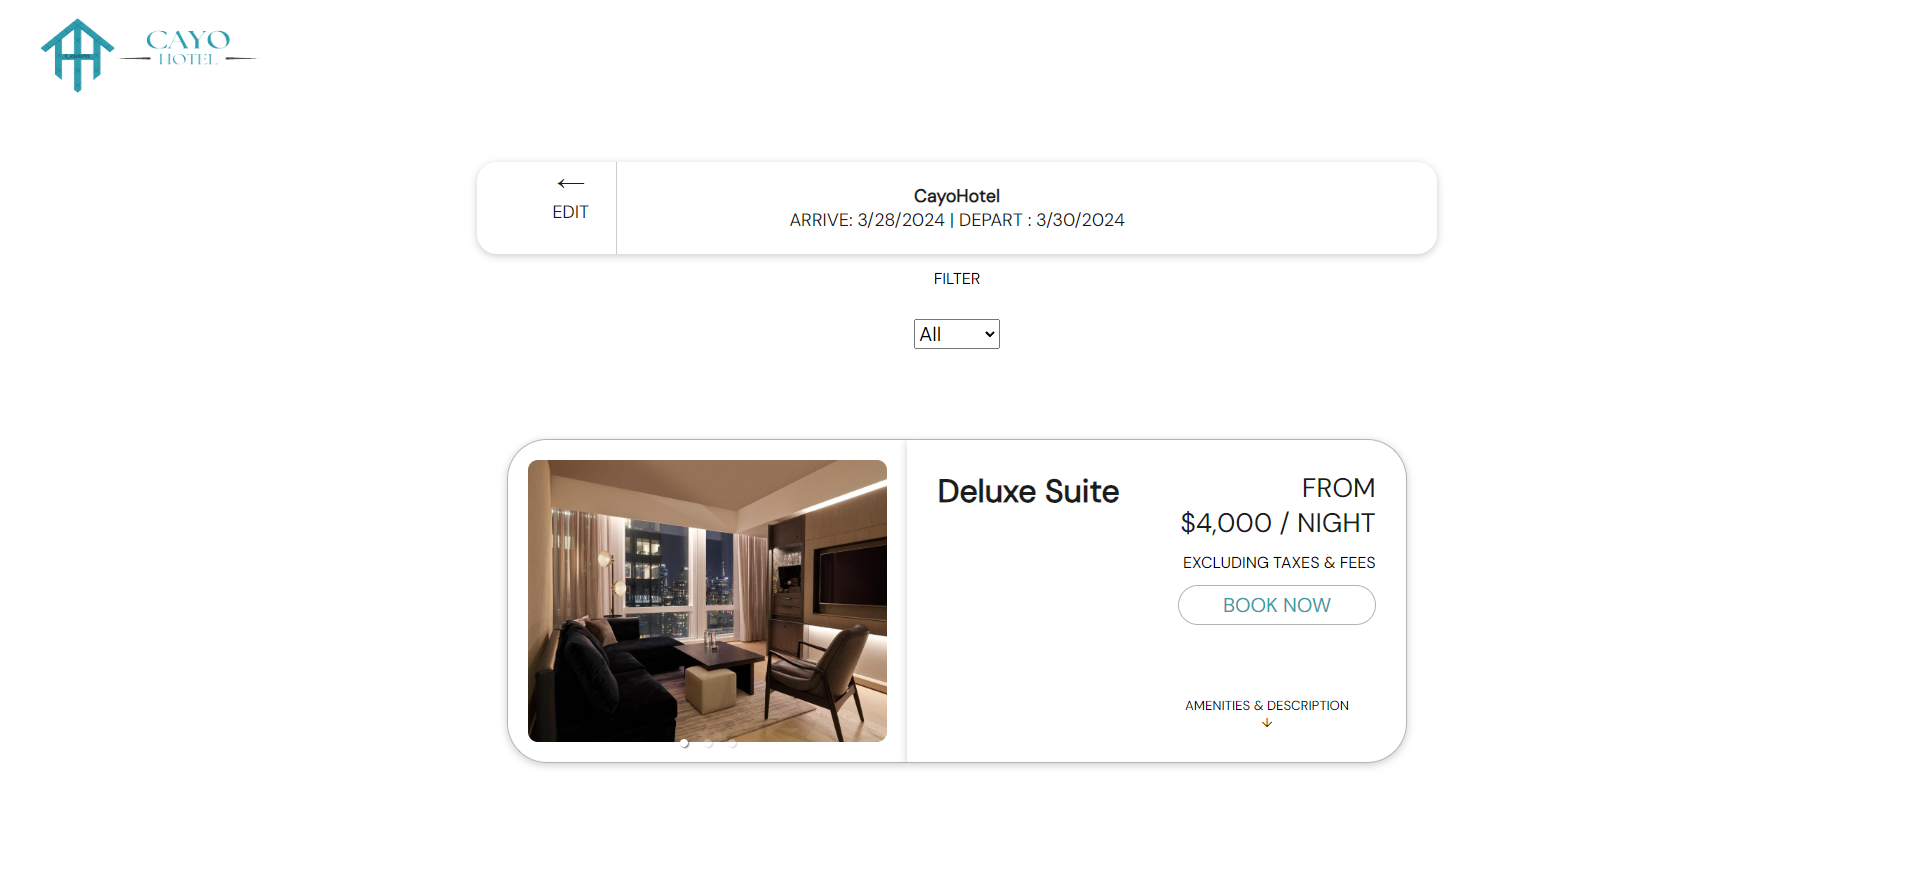 CAYO
HOTEL
←
EDIT
CayoHotel
ARRIVE: 3/28/2024 | DEPART : 3/30/2024
FILTER
All
Deluxe Suite
FROM
$4,000 / NIGHT
EXCLUDING TAXES & FEES
BOOK NOW
AMENITIES & DESCRIPTION
↓